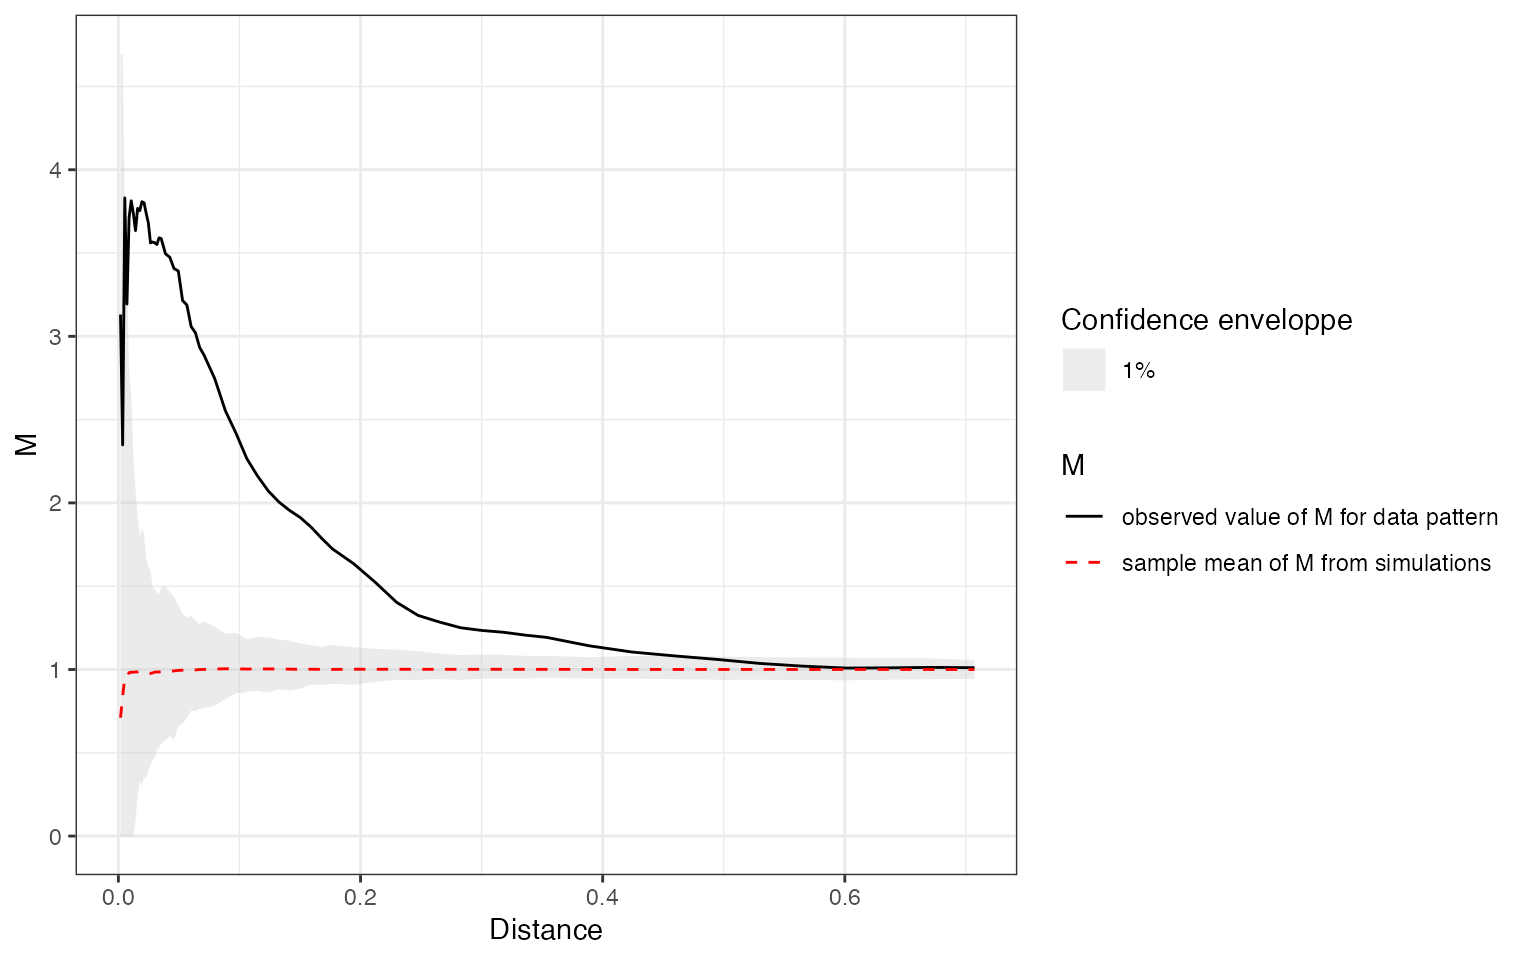 4
3
2
1
0
0.0
0.2
0.4
0.6
Distance
M
Confidence enveloppe
1%
M
observed value of M for data pattern
sample mean of M from simulations